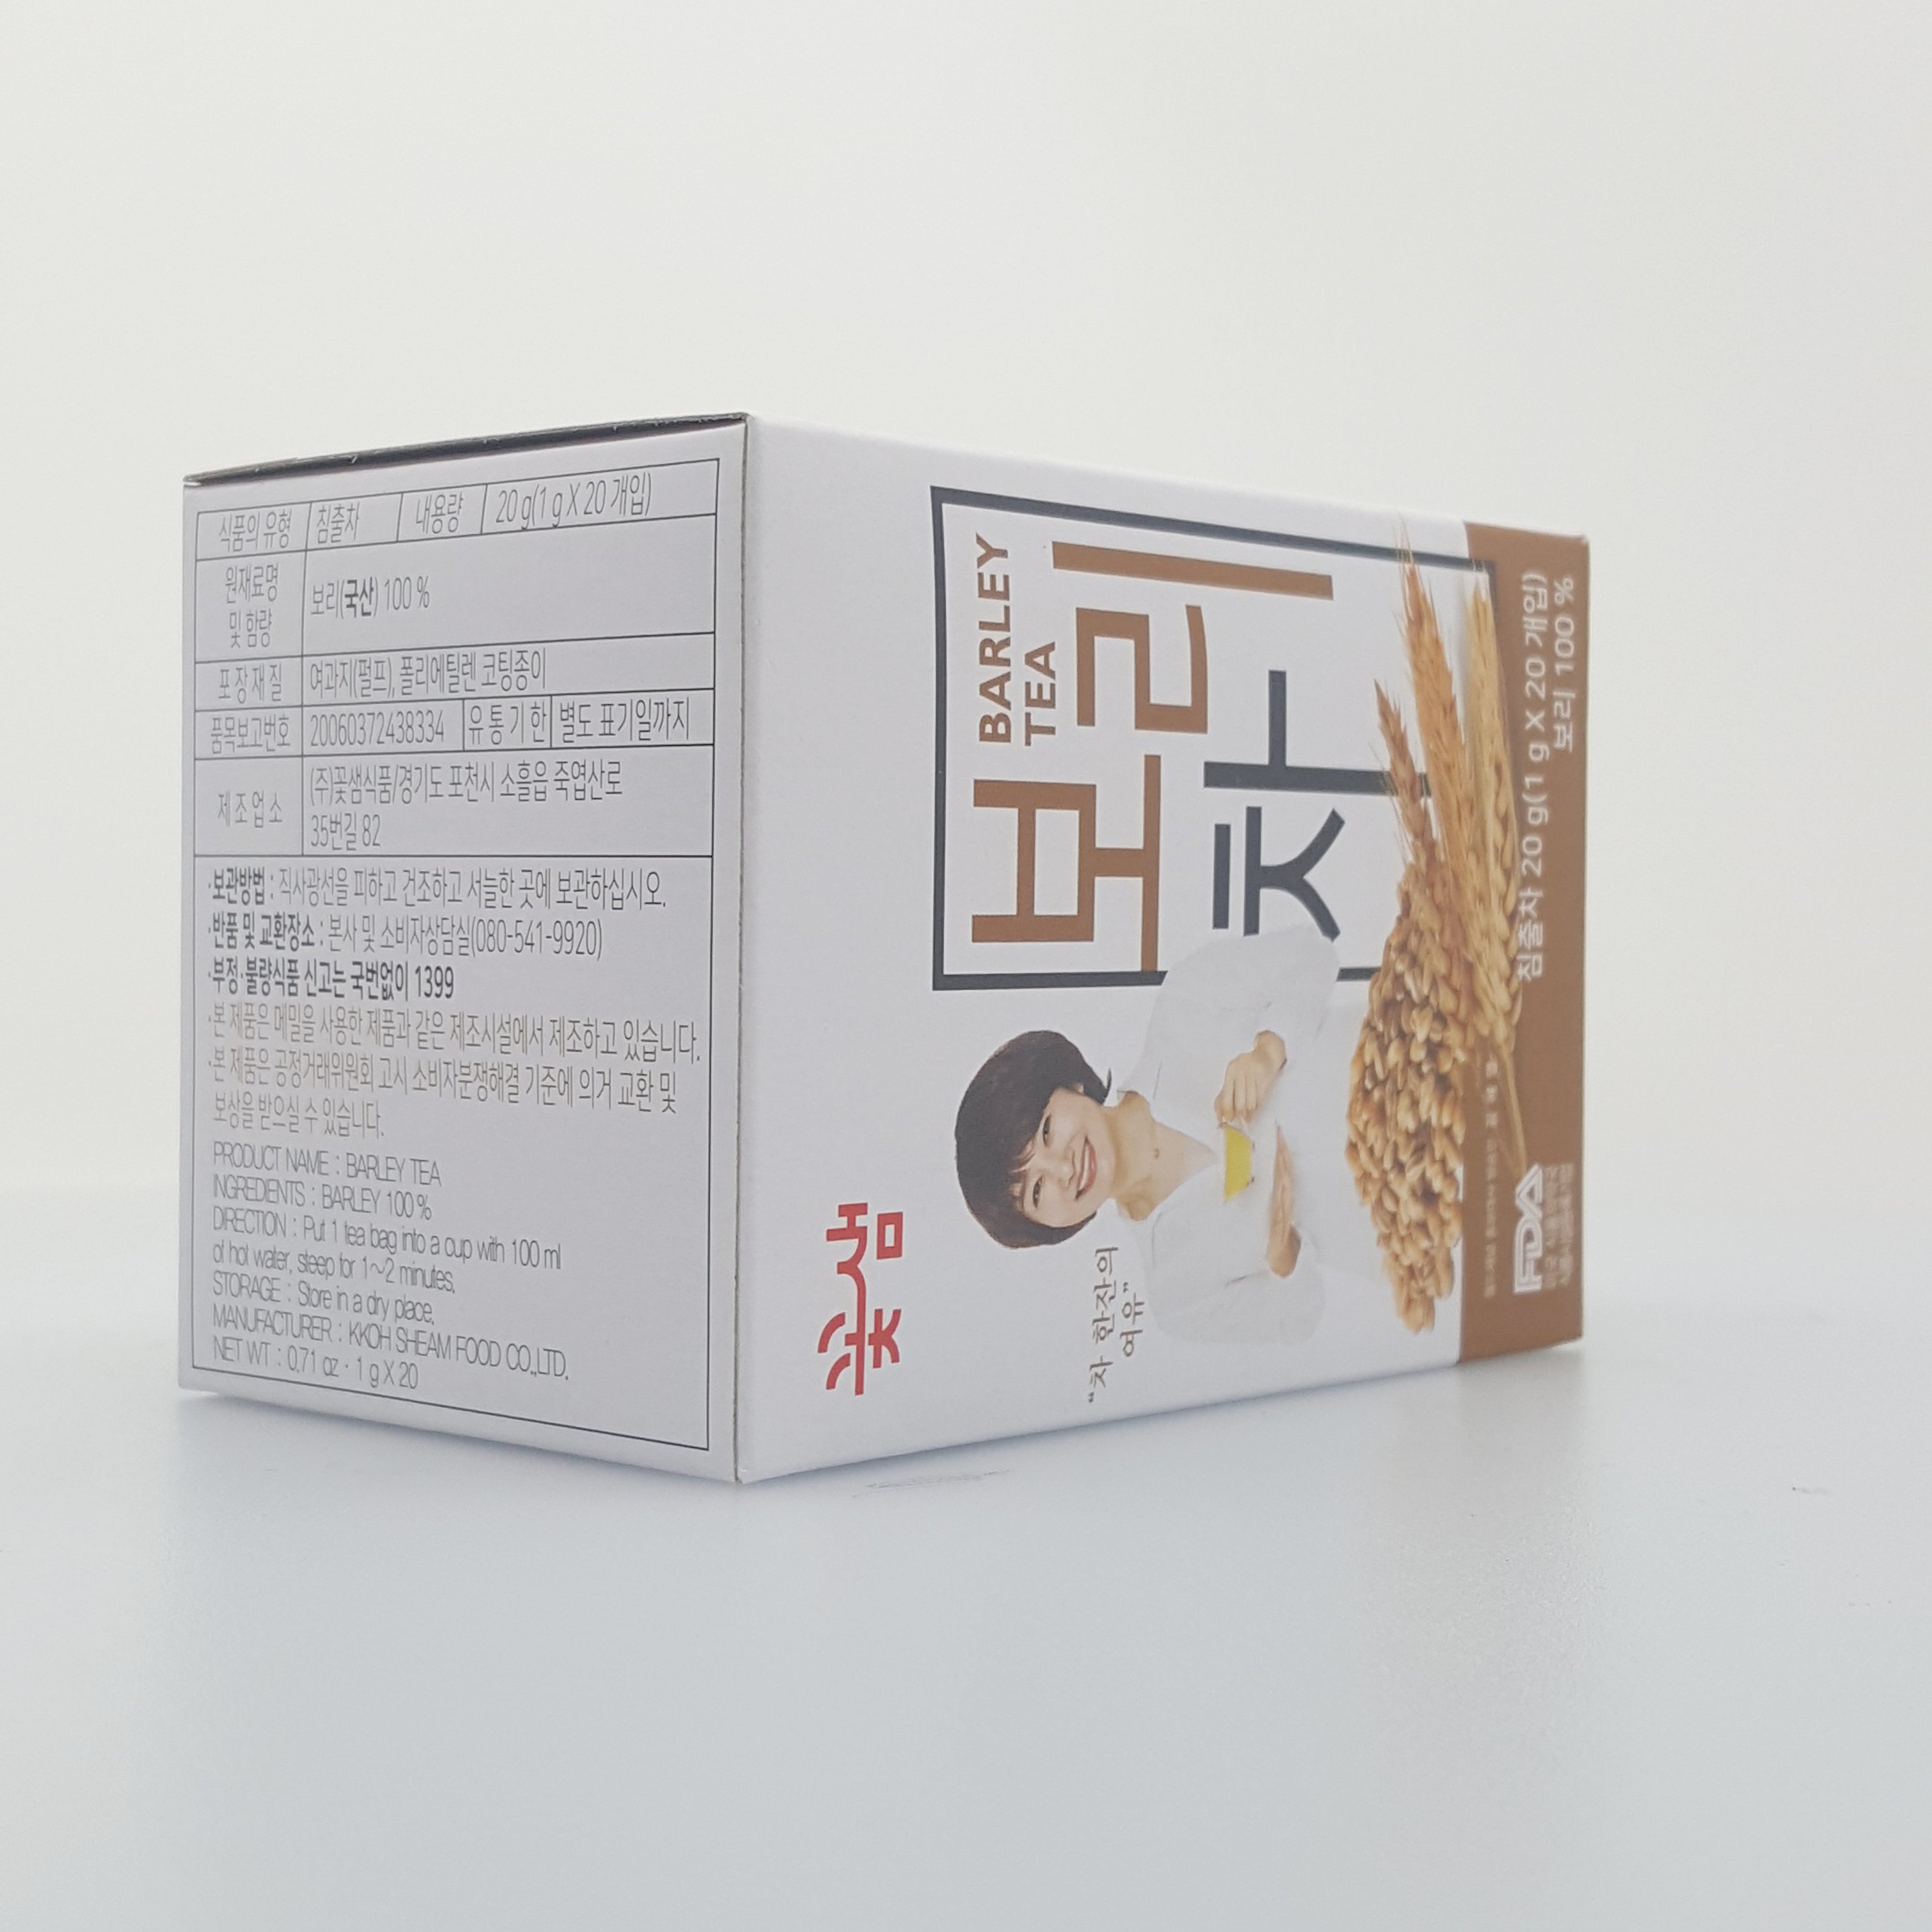 식품의 유형 침출차 내용량 20 g(1 g X 20 개입)
원재료명
및 함량
보리(국산) 100 %
포장재질 여과지(펄프), 폴리에틸렌 코팅종이
품목보고번호 20060372438334 유통기한 별도 표기일까지
제조업소
(주)꽃샘식품/경기도 포천시 소흘읍 죽엽산로
35번길 82
·보관방법 : 직사광선을 피하고 건조하고 서늘한 곳에 보관하십시오.
·반품 및 교환장소 : 본사 및 소비자상담실(080-541-9920)
·부정·불량식품 신고는 국번없이 1399
·본 제품은 메밀을 사용한 제품과 같은 제조시설에서 제조하고 있습니다.
·본 제품은 공정거래위원회 고시 소비자분쟁해결 기준에 의거 교환 및
보상을 받으실 수 있습니다.
PRODUCT NAME : BARLEY TEA
INGREDIENTS : BARLEY 100 %
DIRECTION : Put 1 tea bag into a cup with 100 ml
of hot water, steep for 1~2 minutes.
STORAGE : Store in a dry place.
MANUFACTURER : KKOH SHEAM FOOD CO.,LTD.
NET WT : 0.71 oz · 1 g X 20
꽃샘
BARLEY
TEA
보리
차
"차 한잔의
여유"
침출차 20 g(1 g X 20 개입)
보리 100 %
FDA